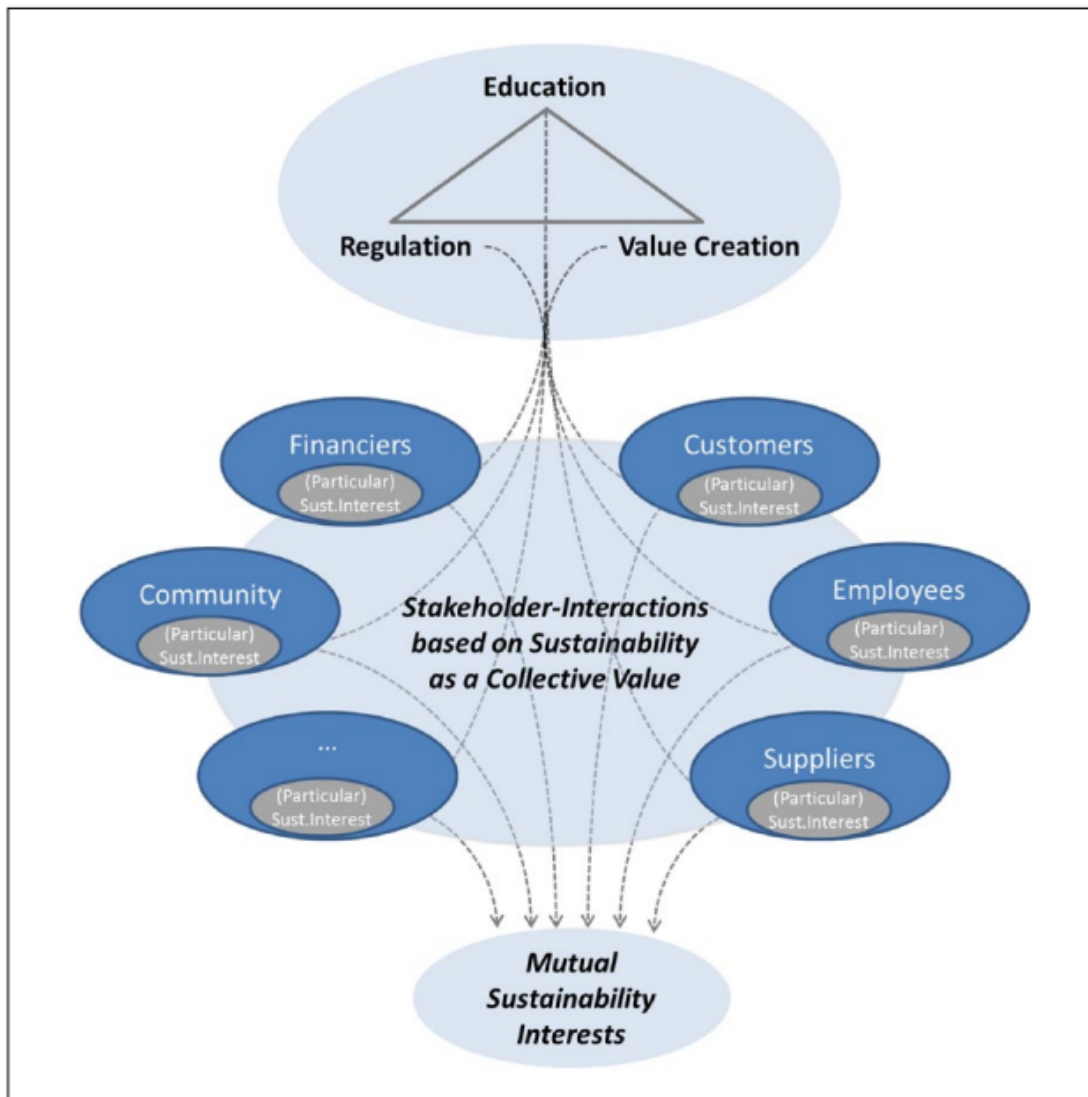 Education
Regulation
Value Creation
Financiers
(Particular)
Sust.Interest
Customers
(Particular)
Sust.Interest
Community
(Particular)
Sust.Interest
Stakeholder-Interactions
based on Sustainability
as a Collective Value
Employees
(Particular)
Sust.Interest
...
(Particular)
Sust.Interest
Suppliers
(Particular)
Sust.Interest
Mutual
Sustainability
Interests